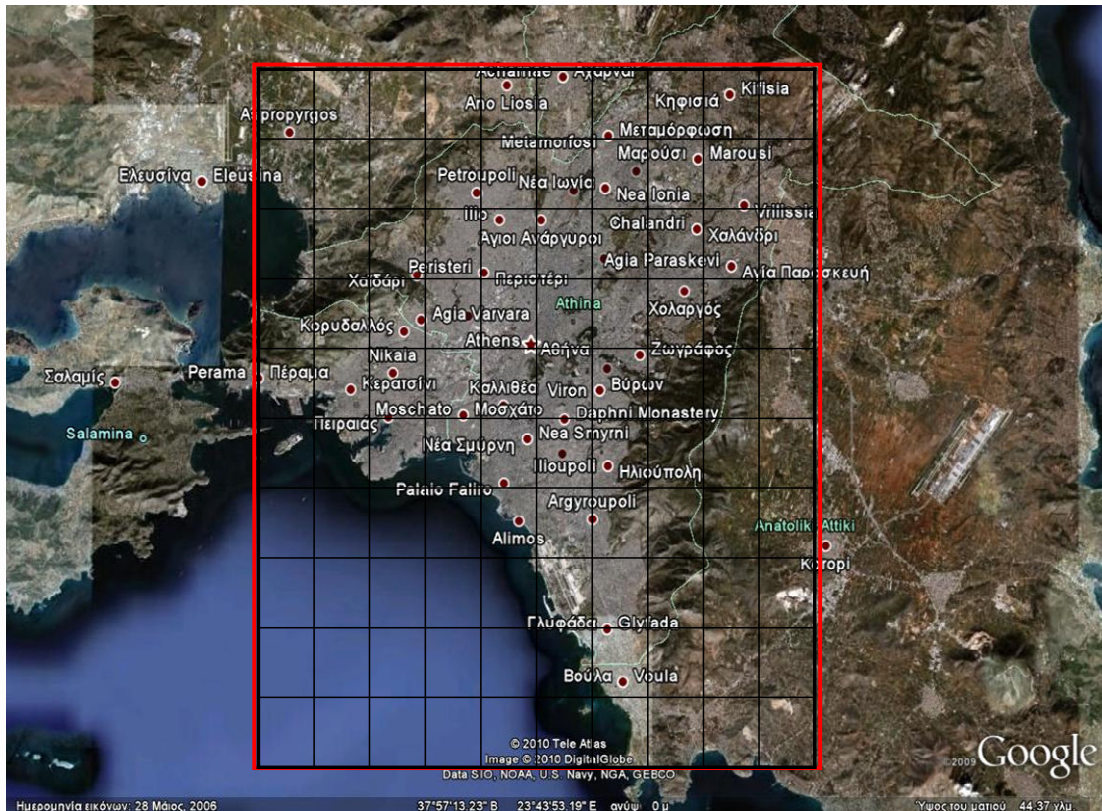 Acharnae Αχαρναί
Ano Liosia
Κηφισιά Kifisia
Aspropyrgos
Metamorfosi Μεταμόρφωση
Μαρούσι Marousi
Ελευσίνα Eleusina
Petroupoli Νέα Ιωνία Nea Ionia
Ilio Vrilissia
Άγιοι Ανάργυροι Chalandri Χαλάνδρι
Peristeri Περιστέρι Agia Paraskevi Αγία Παρασκευή
Χαϊδάρι
Athina Χολαργός
Κορυδαλλός Agia Varvara
Athens Αθήνα Ζωγράφος
Nikaia
Σαλαμίς Perama Πέραμα Κερατσίνι Καλλιθέα Viron Βύρων
Πειραιάς Moschato Μοσχάτο Daphni Monastery
Salamina Νέα Σμύρνη Nea Smyrni
Ilioupoli Ηλιούπολη
Palaio Faliro
Argyroupoli
Alimos Anatoliki Attiki
Koropi
Γλυφάδα Glyfada
Βούλα Voula
© 2010 Tele Atlas
Image © 2010 DigitalGlobe
Data SIO, NOAA, U.S. Navy, NGA, GEBCO
©2009 Google
Ημερομηνία εικόνων: 28 Μάιος, 2006 37°57'13.23" Β 23°43'53.19" Ε ανύψ 0 μ Ύψος του ματιού 44.37 χλμ